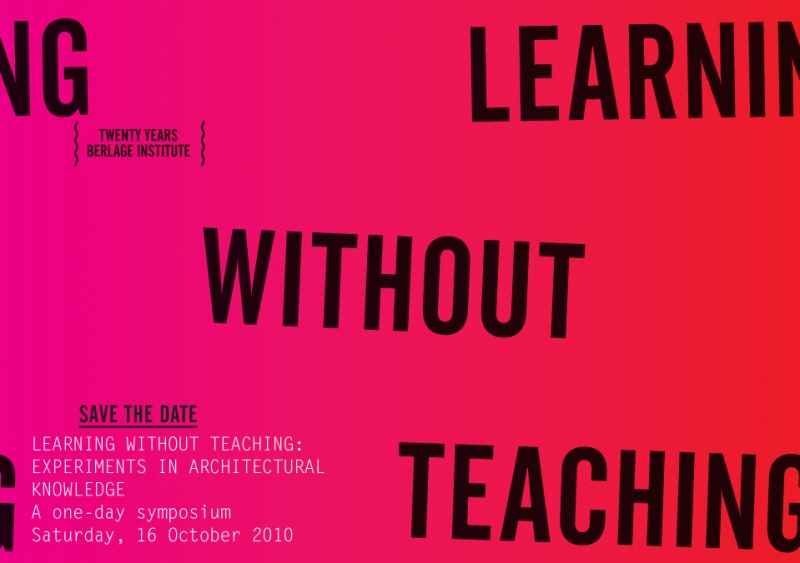 NG
LEARNIN
TWENTY YEARS
BERLAGE INSTITUTE
WITHOUT
SAVE THE DATE
LEARNING WITHOUT TEACHING:
EXPERIMENTS IN ARCHITECTURAL
KNOWLEDGE
A one-day symposium
Saturday, 16 October 2010
G
TEACHING